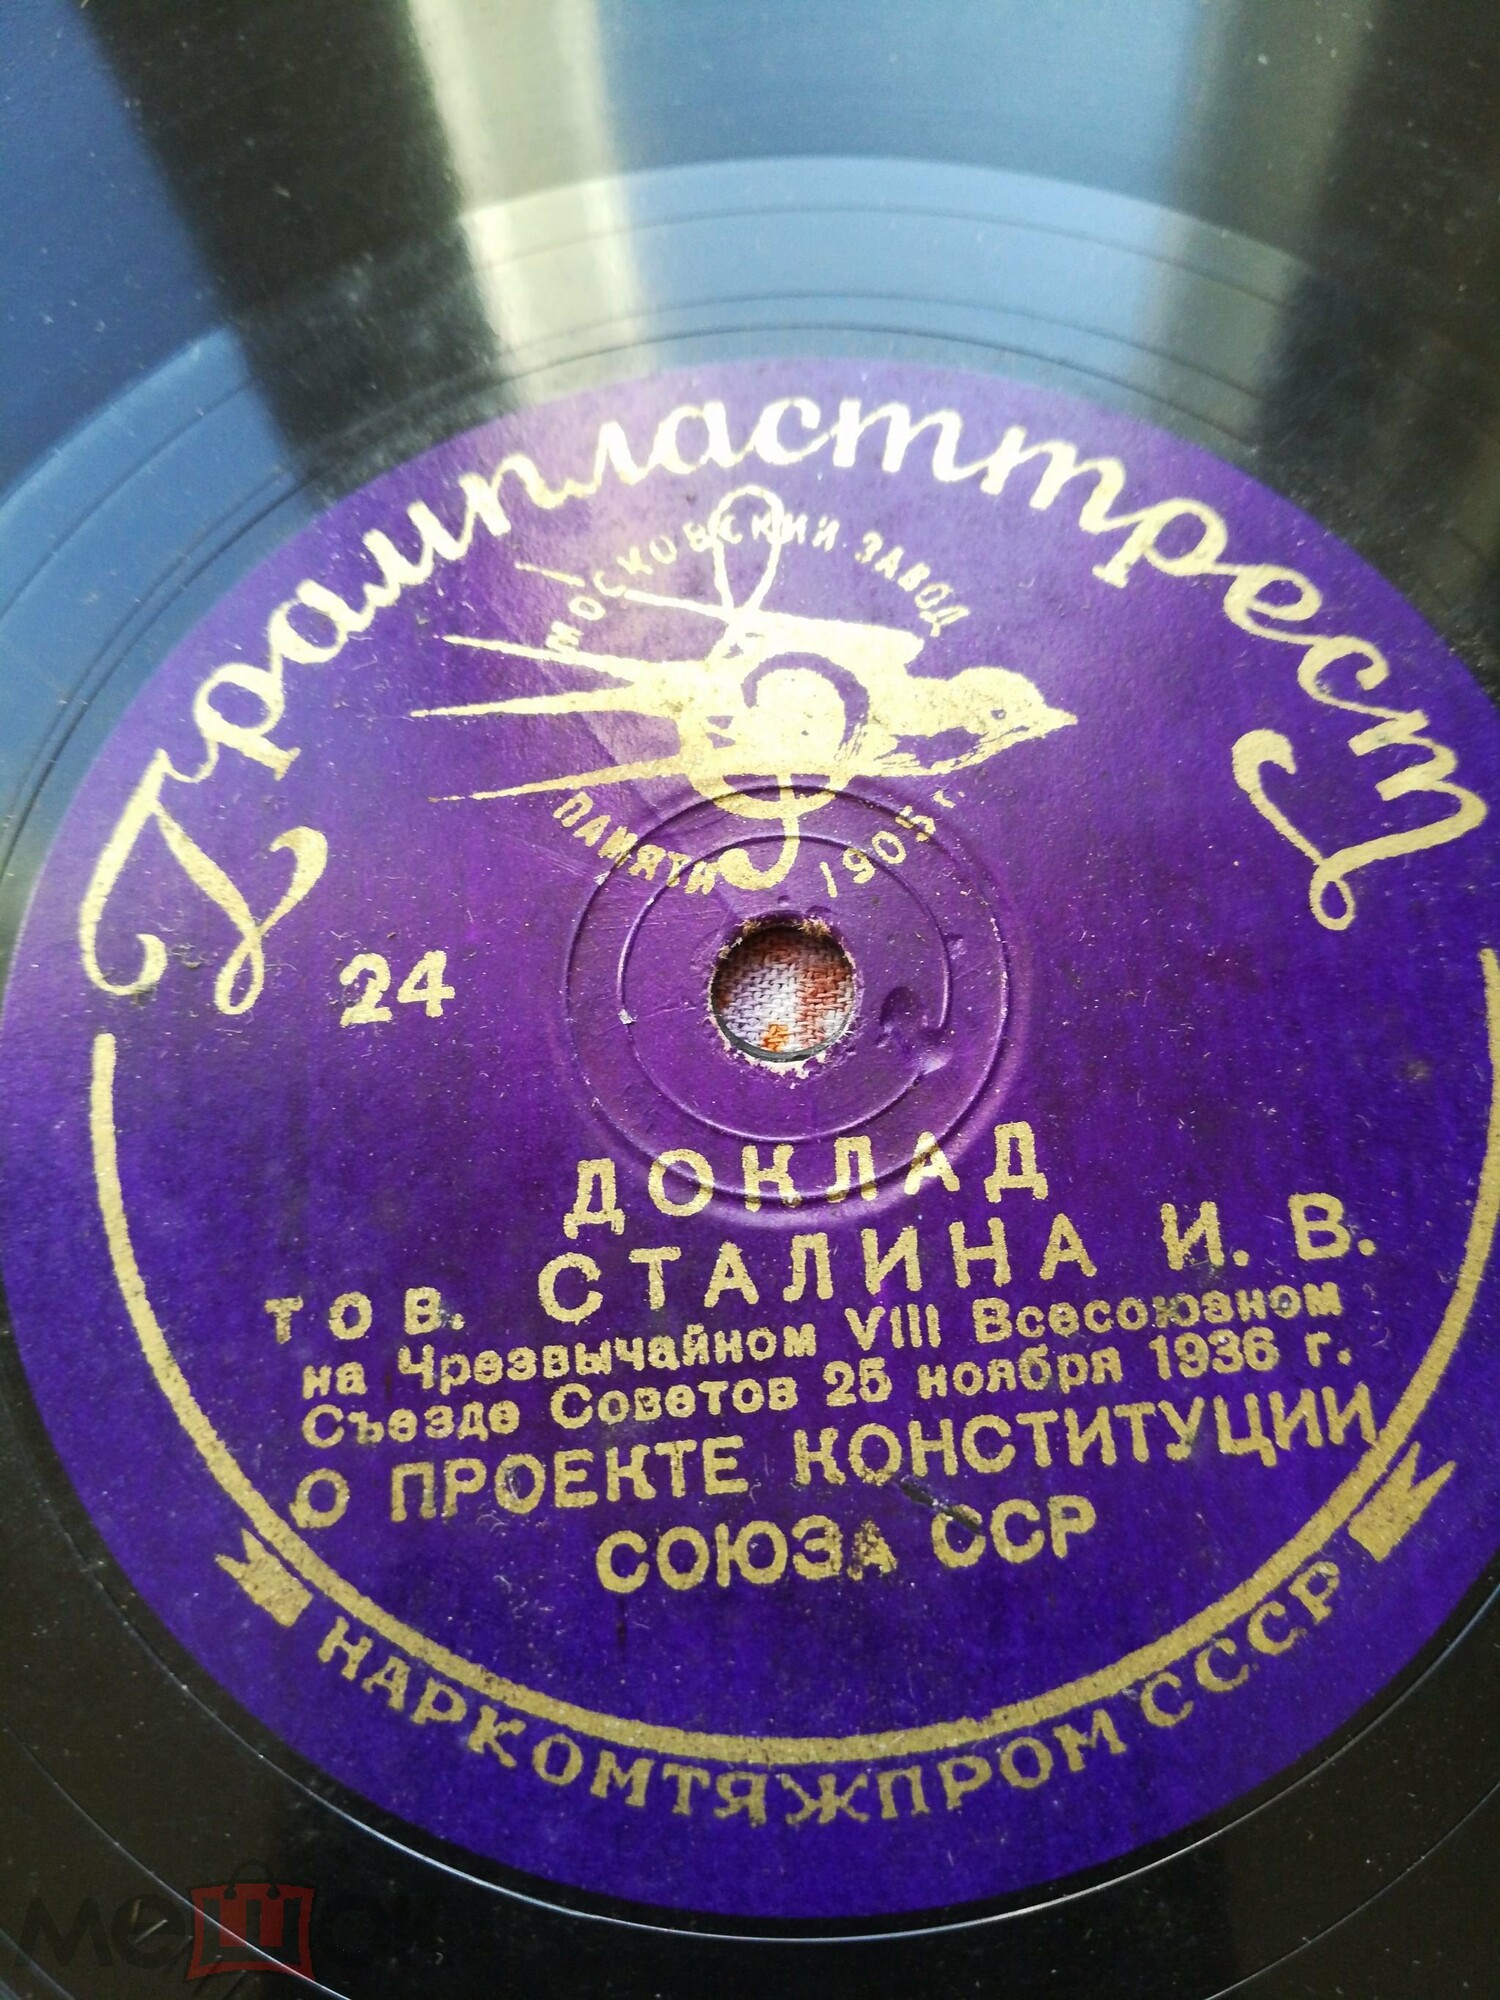 Грампласттрест
МОСКОВСКИЙ ЗАВОД
ПАМЯТИ 1905 г.
24
ДОКЛАД
тов. СТАЛИНА И. В.
на Чрезвычайном VIII Всесоюзном
Съезде Советов 25 ноября 1936 г.
О ПРОЕКТЕ КОНСТИТУЦИИ
СОЮЗА ССР
НАРКОМТЯЖПРОМ СССР
мешок